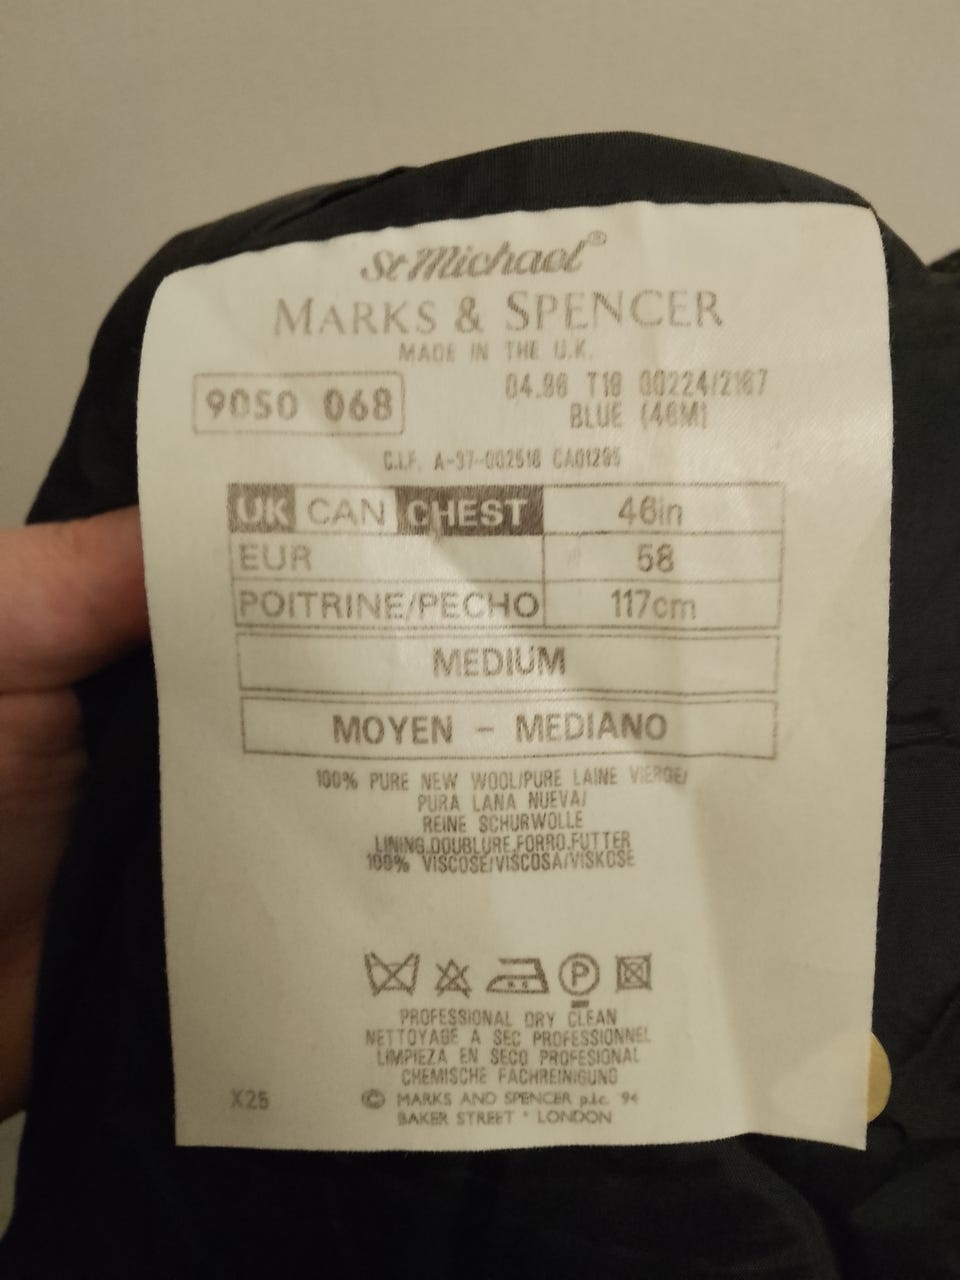 St Michael®
MARKS & SPENCER
MADE IN THE U.K.
9050 068
04.96 T18 00224/2167
BLUE (46M)
C.I.F. A-37-002516 CA01295
UK CAN CHEST 46in
EUR 58
POITRINE/PECHO 117cm
MEDIUM
MOYEN - MEDIANO
100% PURE NEW WOOL/PURE LAINE VIERGE/
PURA LANA NUEVA/
REINE SCHURWOLLE
LINING.DOUBLURE.FORRO.FUTTER
100% VISCOSE/VISCOSA/VISKOSE
P
PROFESSIONAL DRY CLEAN
NETTOYAGE A SEC PROFESSIONNEL
LIMPIEZA EN SECO PROFESIONAL
CHEMISCHE FACHREINIGUNG
X25 © MARKS AND SPENCER p.l.c. 94
BAKER STREET * LONDON